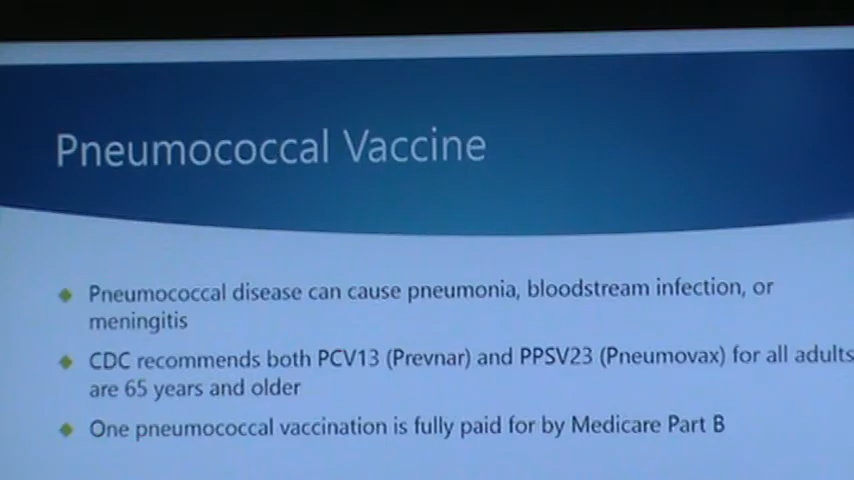 Pneumococcal Vaccine
Pneumococcal disease can cause pneumonia, bloodstream infection, or
meningitis
CDC recommends both PCV13 (Prevnar) and PPSV23 (Pneumovax) for all adults
are 65 years and older
One pneumococcal vaccination is fully paid for by Medicare Part B